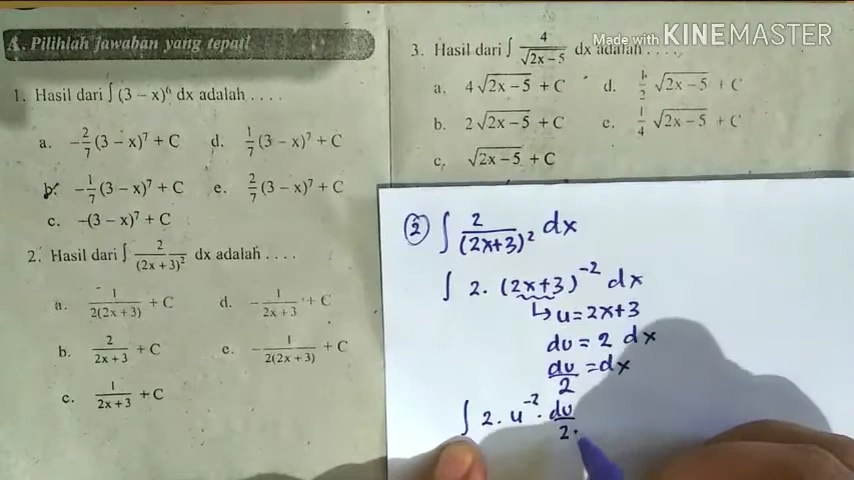 A. Pilihlah jawaban yang tepat!
1. Hasil dari ∫ (3 – x)⁶ dx adalah . . . .
a. –2/7 (3 – x)⁷ + C d. 1/7 (3 – x)⁷ + C
b. –1/7 (3 – x)⁷ + C e. 2/7 (3 – x)⁷ + C
c. –(3 – x)⁷ + C
2. Hasil dari ∫ 2/(2x + 3)² dx adalah . . . .
a. 1/2(2x + 3) + C d. –1/2x + 3 + C
b. 2/2x + 3 + C e. –1/2(2x + 3) + C
c. 1/2x + 3 + C
Made with KINEMASTER
3. Hasil dari ∫ 4/√2x – 5 dx adalah . . . .
a. 4√2x – 5 + C d. 1/2 √2x – 5 + C
b. 2√2x – 5 + C e. 1/4 √2x – 5 + C
c. √2x – 5 + C
② ∫ 2/(2x+3)² dx
∫ 2. (2x+3)⁻² dx
↳ u = 2x+3
du = 2 dx
du/2 = dx
∫ 2. u⁻² . du/2.